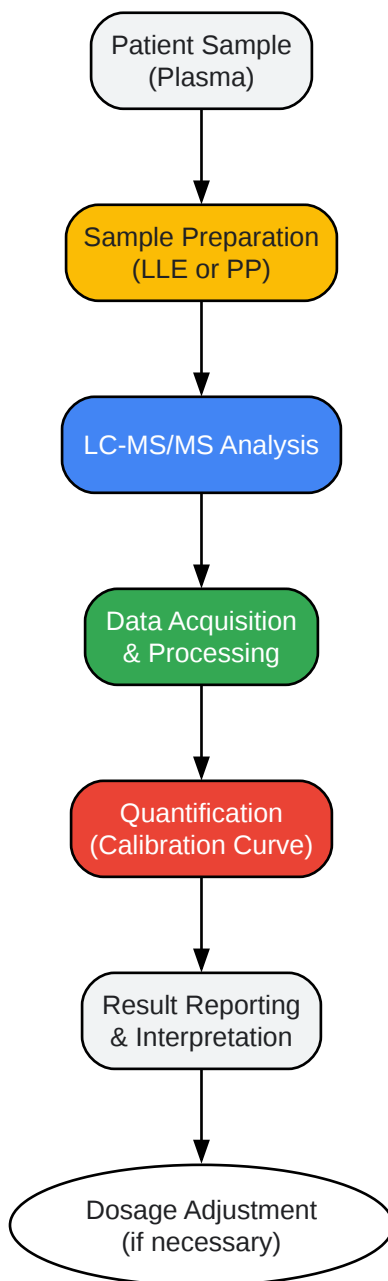 Patient Sample
(Plasma)
Sample Preparation
(LLE or PP)
LC-MS/MS Analysis
Data Acquisition
& Processing
Quantification
(Calibration Curve)
Result Reporting
& Interpretation
Dosage Adjustment
(if necessary)